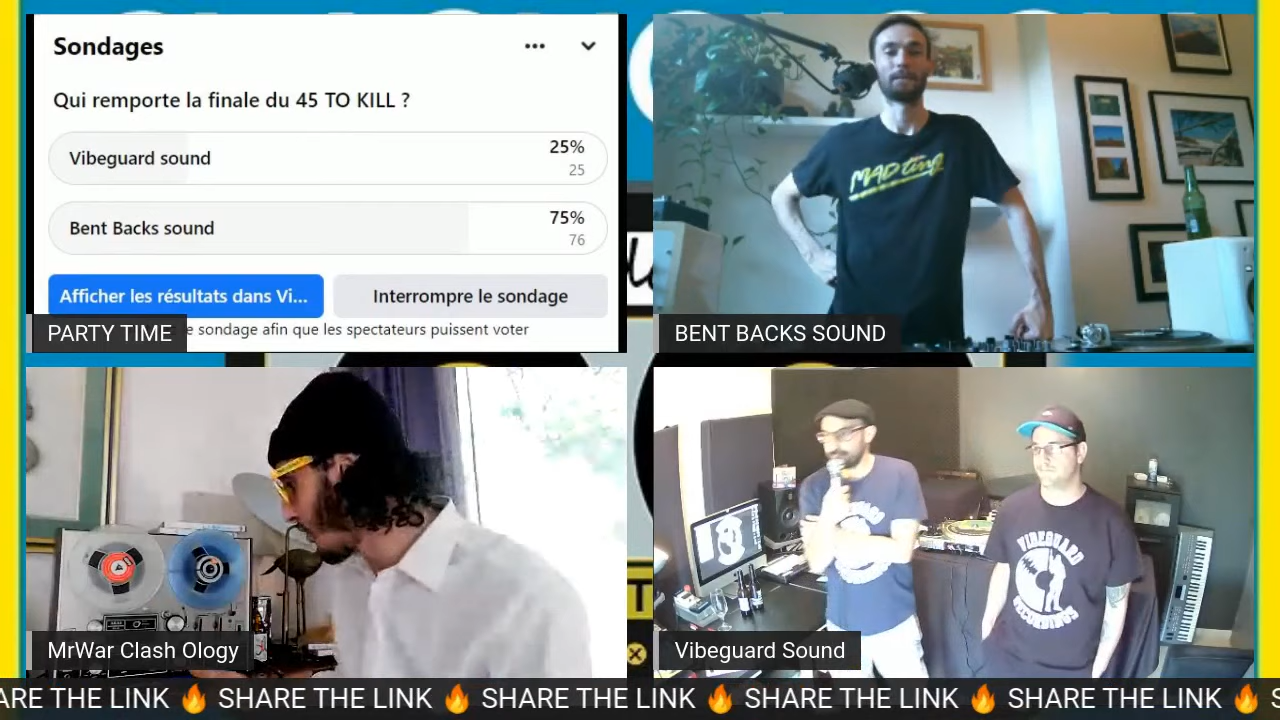 Sondages
Qui remporte la finale du 45 TO KILL ?
Vibeguard sound
25%
25
Bent Backs sound
75%
76
Afficher les résultats dans Vi...
Interrompre le sondage
e sondage afin que les spectateurs puissent voter
PARTY TIME
MAD ting
BENT BACKS SOUND
MrWar Clash Ology
VIBEGUARD
RECORDINGS
Vibeguard Sound
ARE THE LINK 🔥 SHARE THE LINK 🔥 SHARE THE LINK 🔥 SHARE THE LINK 🔥 SHARE THE LINK 🔥 S